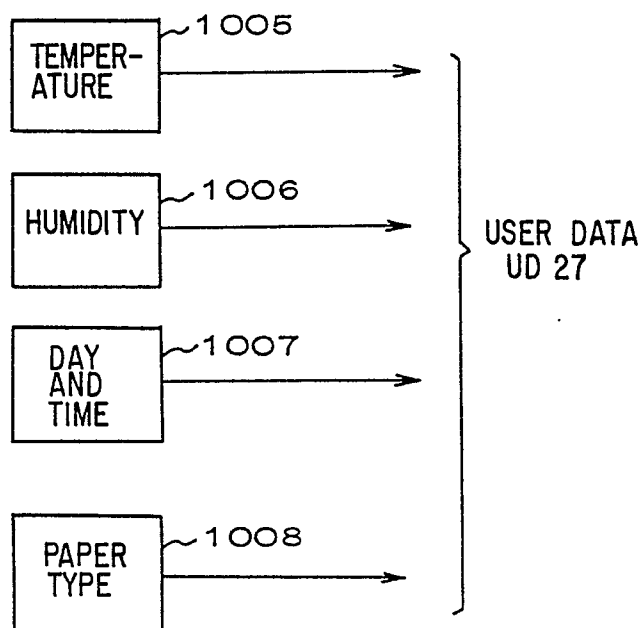 1005
TEMPER-
ATURE
1006
HUMIDITY
USER DATA
UD 27
1007
DAY
AND
TIME
1008
PAPER
TYPE